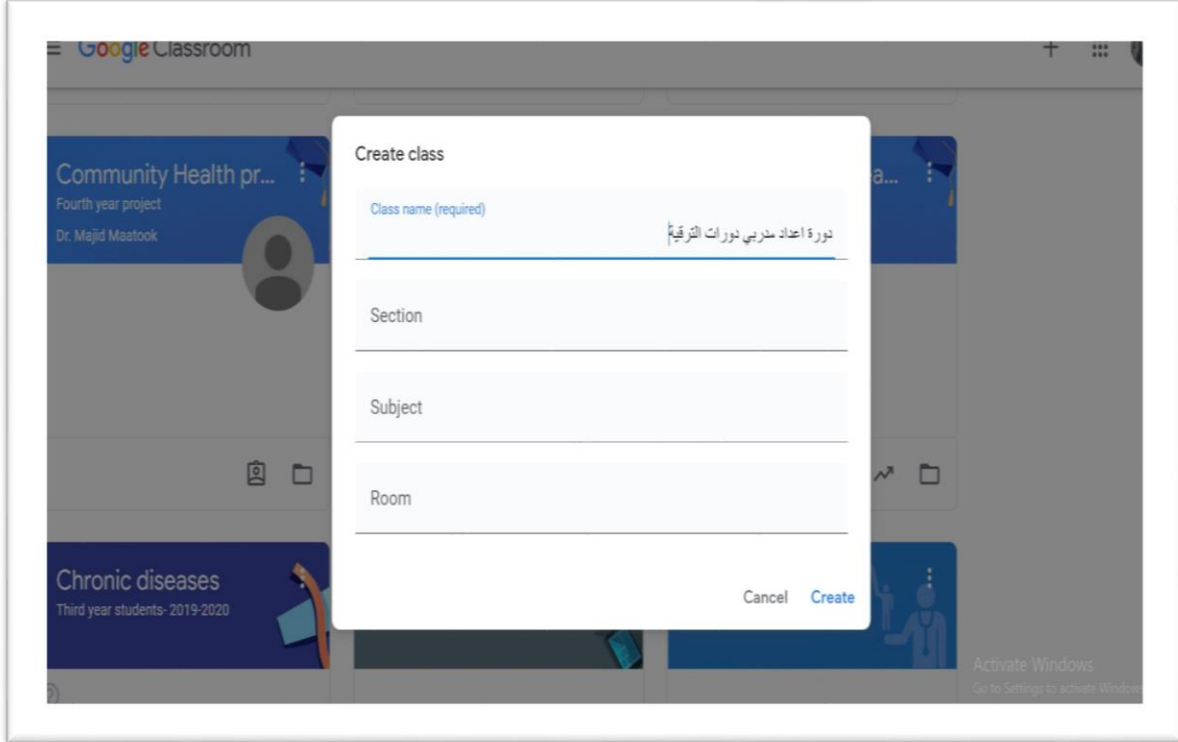 Google Classroom
Community Health pr...
Fourth year project
Dr. Majid Maatook
a...
Create class
Class name (required)
دورة اعداد مدربي دورات الترقية
Section
Subject
Room
Cancel Create
Chronic diseases
Third year students- 2019-2020
Activate Windows
Go to Settings to activate Windows